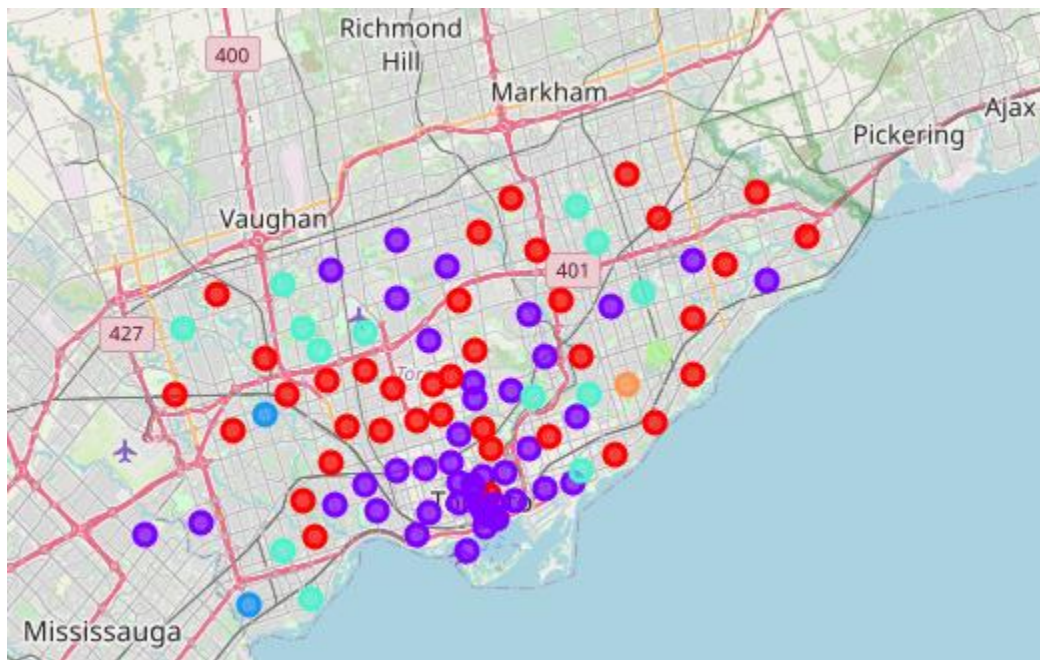 Richmond
Hill
400
Markham
Ajax
Pickering
Vaughan
401
427
Mississauga